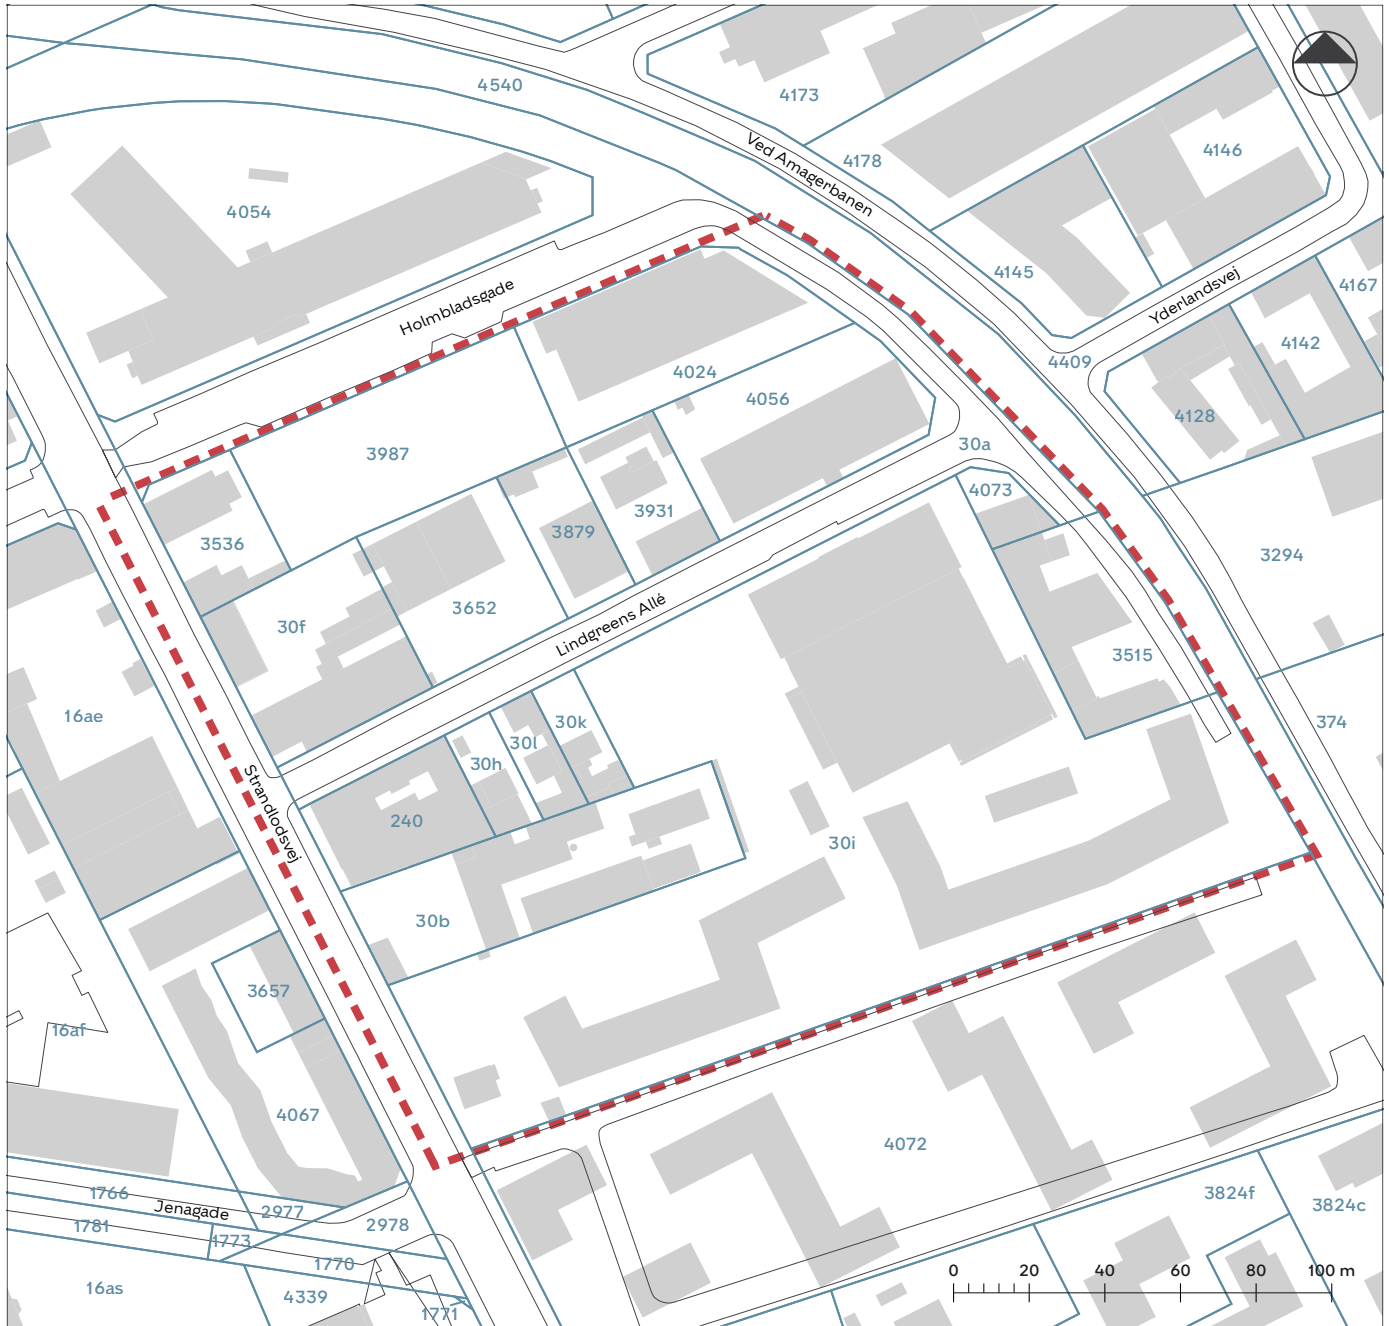 4540
4173
Ved Amagerbanen
4178
4146
4054
4145
4167
Yderlandsvej
Holmbladsgade
4142
4409
4024
4056
4128
3987
30a
4073
3931
3879
3536
3294
3652
30f
Lindgreens Allé
3515
16ae
30k
374
30l
30h
Strandlodsvej
240
30i
30b
3657
16af
4067
4072
1766
Jenagade
2977
3824f
3824c
1781
2978
1773
1770
0 20 40 60 80 100 m
16as
4339
1771